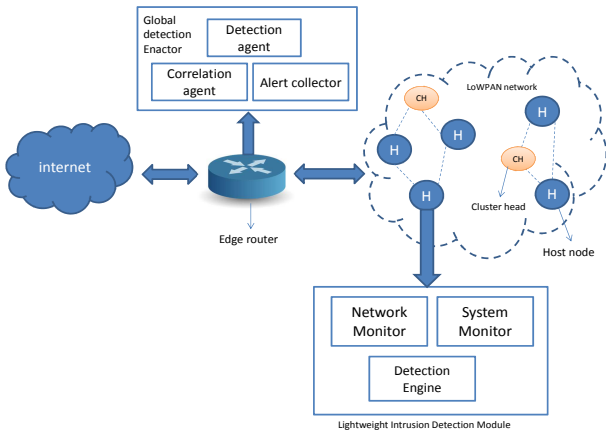 Global
detection
Enactor
Detection
agent
Correlation
agent
Alert collector
LoWPAN network
CH
H
H
H
internet
CH
H
H
Cluster head
Edge router
Host node
Network
Monitor
System
Monitor
Detection
Engine
Lightweight Intrusion Detection Module